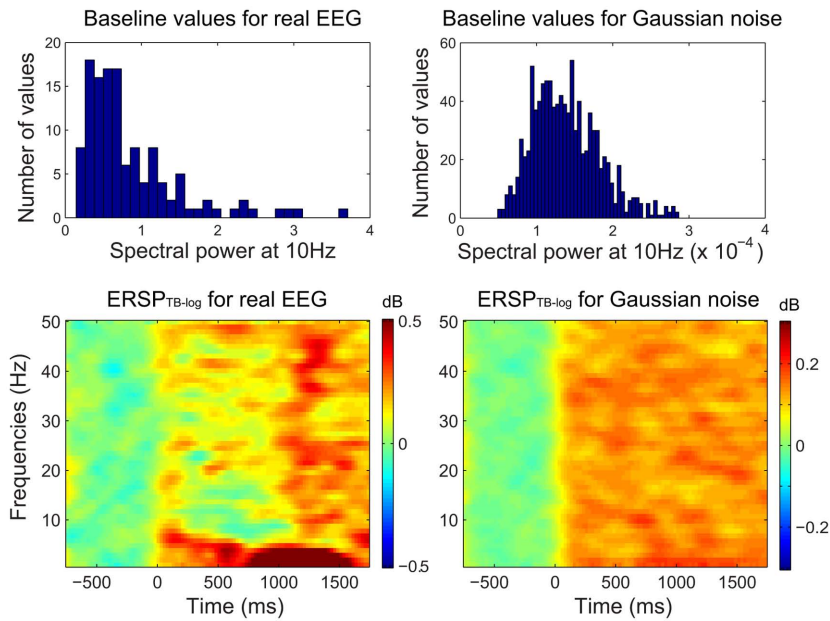 Baseline values for real EEG
Baseline values for Gaussian noise
Number of values
20
15
10
5
0
0 1 2 3 4
Spectral power at 10Hz
Number of values
60
40
20
0
0 1 2 3 4
Spectral power at 10Hz (x 10⁻⁴)
ERSPTB-log for real EEG
dB
Frequencies (Hz)
50
40
30
20
10
−500 0 500 1000 1500
Time (ms)
0.5
0
−0.5
ERSPTB-log for Gaussian noise
dB
50
40
30
20
10
−500 0 500 1000 1500
Time (ms)
0.2
0
−0.2